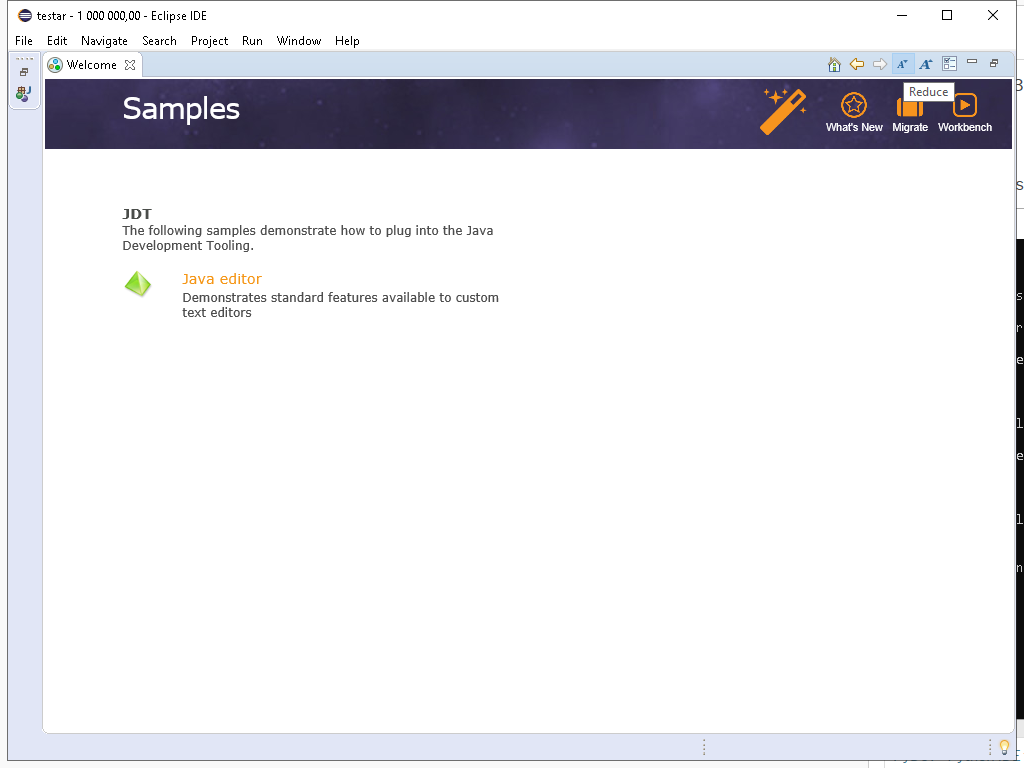 testar - 1 000 000,00 - Eclipse IDE
File Edit Navigate Search Project Run Window Help
Welcome
Reduce
Samples
What's New Migrate Workbench
JDT
The following samples demonstrate how to plug into the Java
Development Tooling.
Java editor
Demonstrates standard features available to custom
text editors